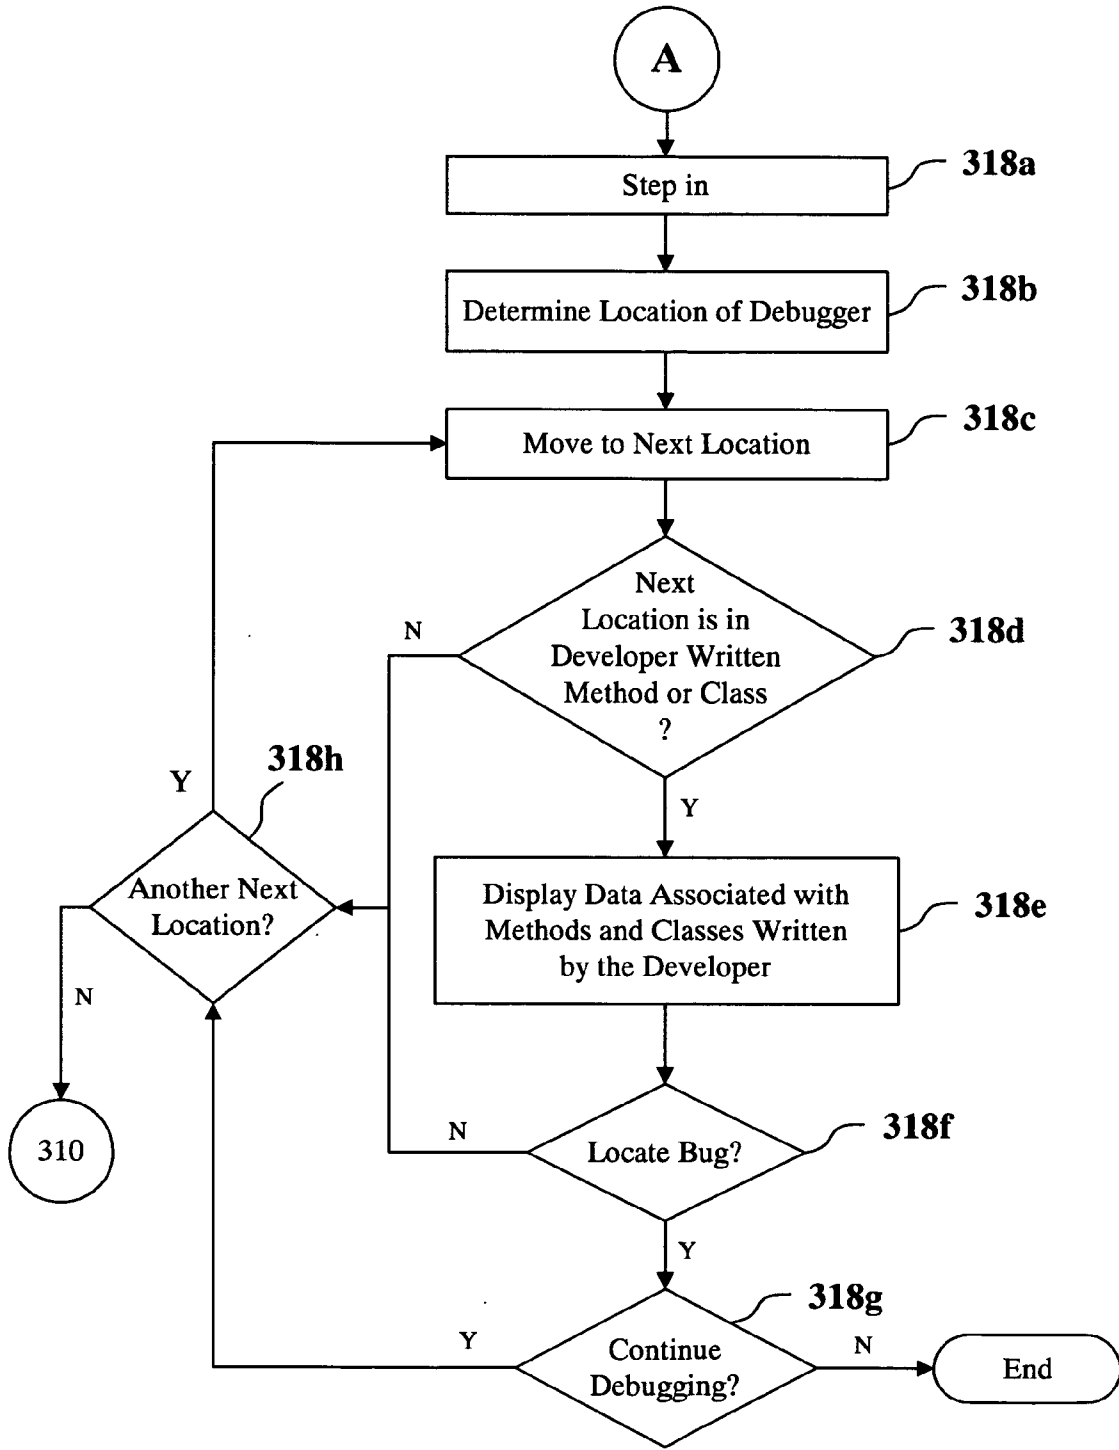 A
Step in
318a
Determine Location of Debugger
318b
Move to Next Location
318c
Next
Location is in
Developer Written
Method or Class
?
318d
N
Y
318h
Y
Another Next
Location?
N
310
Display Data Associated with
Methods and Classes Written
by the Developer
318e
Locate Bug?
318f
N
Y
Continue
Debugging?
318g
Y
N
End